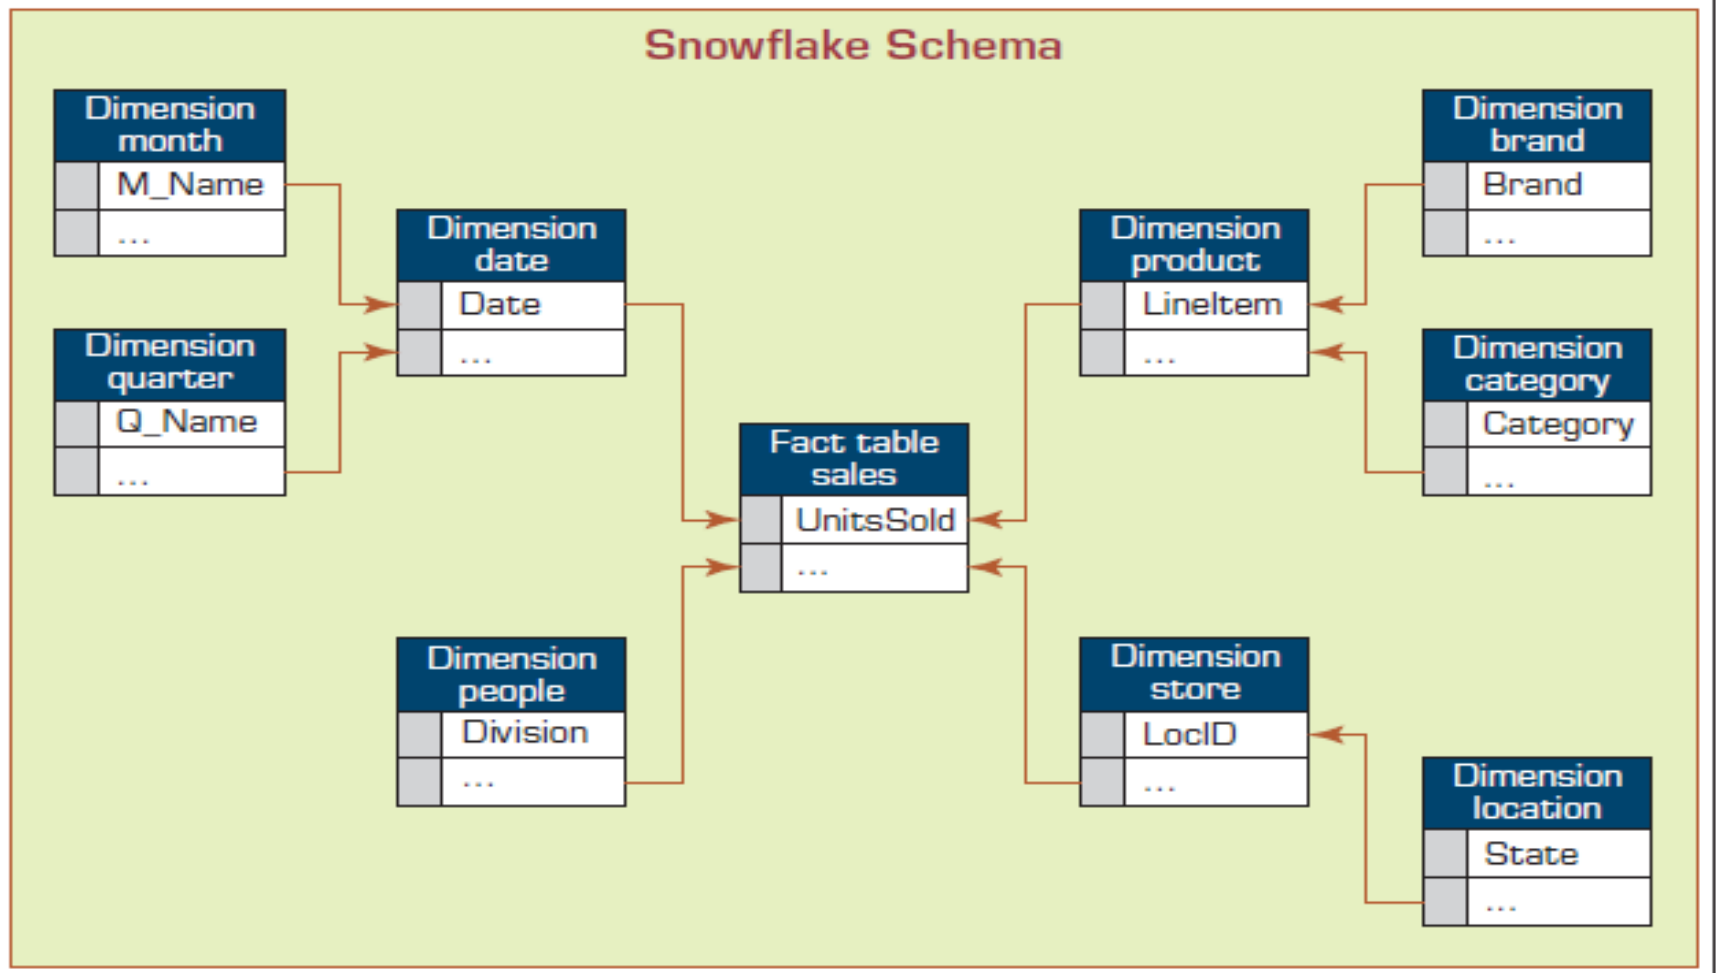 Snowflake Schema
Dimension
month
M_Name
...
Dimension
quarter
Q_Name
...
Dimension
date
Date
...
Dimension
people
Division
...
Fact table
sales
UnitsSold
...
Dimension
product
LineItem
...
Dimension
store
LocID
...
Dimension
brand
Brand
...
Dimension
category
Category
...
Dimension
location
State
...